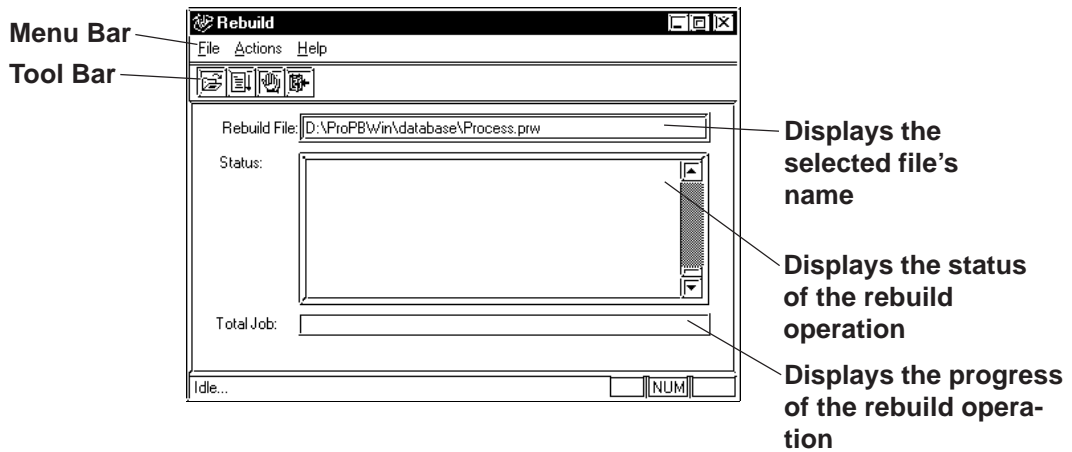 Rebuild
Menu Bar
File Actions Help
Tool Bar
Rebuild File: D:\ProPBWin\database\Process.prw
Displays the
selected file's
name
Status:
Displays the status
of the rebuild
operation
Total Job:
Displays the progress
of the rebuild opera-
tion
Idle...
NUM